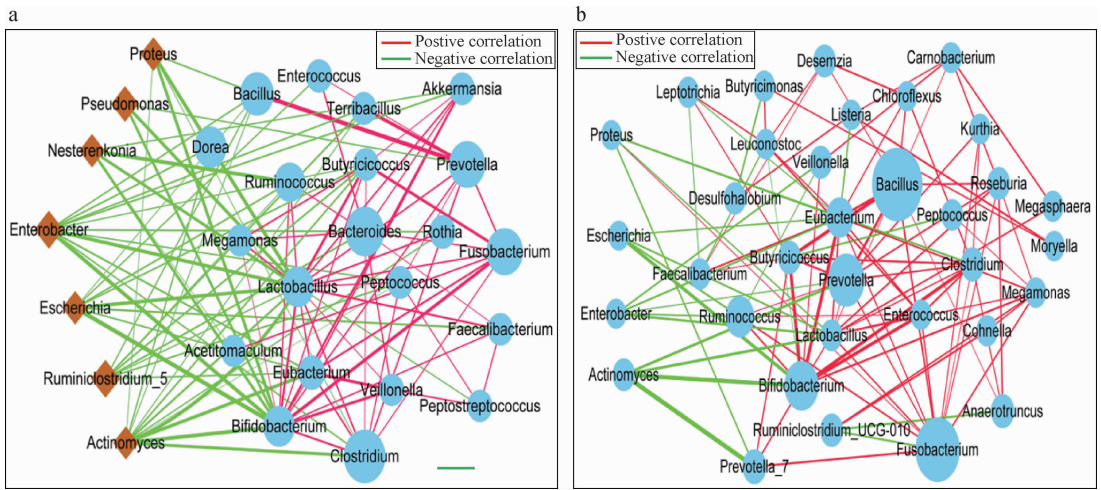 a
Postive correlation
Negative correlation
Proteus
Enterococcus
Akkermansia
Bacillus
Pseudomonas
Terribacillus
Nesterenkonia
Dorea
Butyricicoccus
Prevotella
Ruminococcus
Enterobacter
Megamonas
Bacteroides
Rothia
Fusobacterium
Lactobacillus
Peptococcus
Escherichia
Faecalibacterium
Acetitomaculum
Ruminiclostridium_5
Eubacterium
Veillonella
Peptostreptococcus
Bifidobacterium
Actinomyces
Clostridium
b
Postive correlation
Negative correlation
Desemzia
Carnobacterium
Leptotrichia
Butyricimonas
Chloroflexus
Listeria
Proteus
Leuconostoc
Kurthia
Veillonella
Bacillus
Roseburia
Desulfohalobium
Megasphaera
Eubacterium
Peptococcus
Escherichia
Moryella
Butyricicoccus
Clostridium
Faecalibacterium
Prevotella
Megamonas
Enterobacter
Ruminococcus
Enterococcus
Lactobacillus
Cohnella
Actinomyces
Bifidobacterium
Anaerotruncus
Ruminiclostridium_UCG-010
Fusobacterium
Prevotella_7